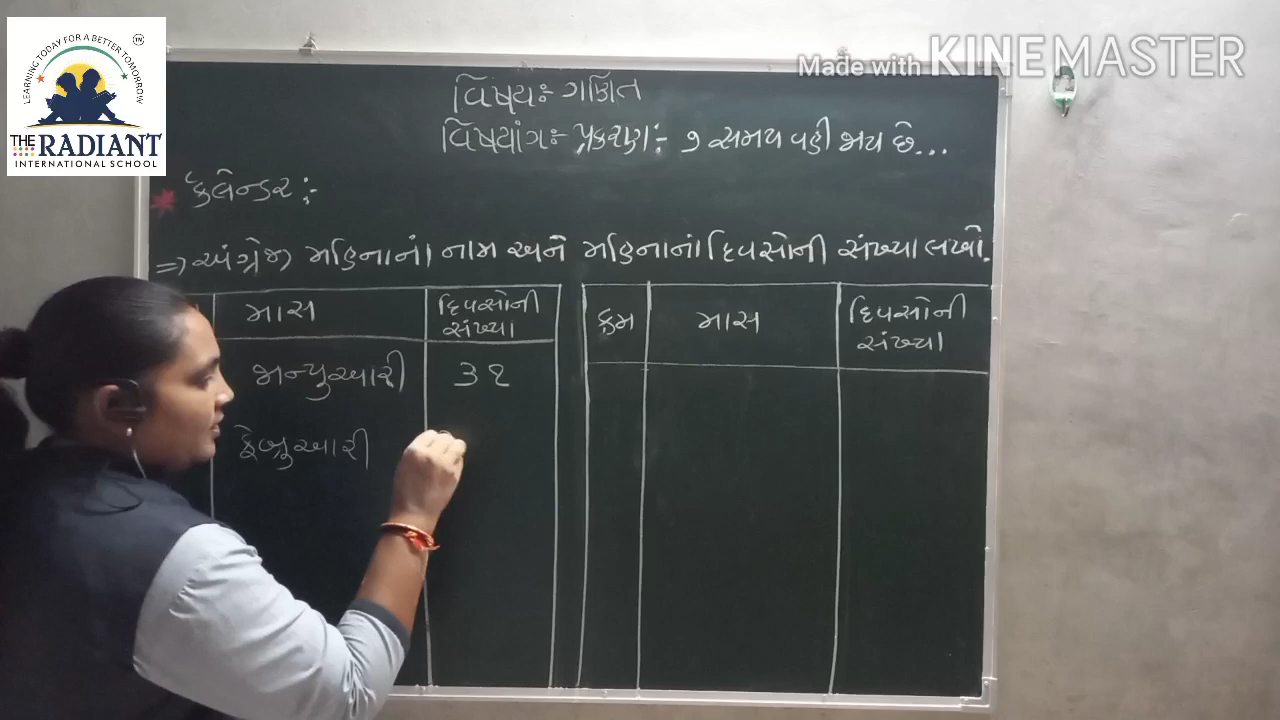 LEARNING TODAY FOR A BETTER TOMORROW
THE RADIANT
INTERNATIONAL SCHOOL
Made with KINEMASTER
વિષયઃ ગણિત
વિષયાંગઃ- પ્રકરણઃ- ૭ સમય વહી જાય છે...
* કૅલેન્ડર :-
⇒ અંગ્રેજી મહિનાનાં નામ અને મહિનાનાં દિવસોની સંખ્યા લખો.
માસ દિવસોની સંખ્યા
ક્રમ માસ દિવસોની સંખ્યા
જાન્યુઆરી ૩૧
ફેબ્રુઆરી